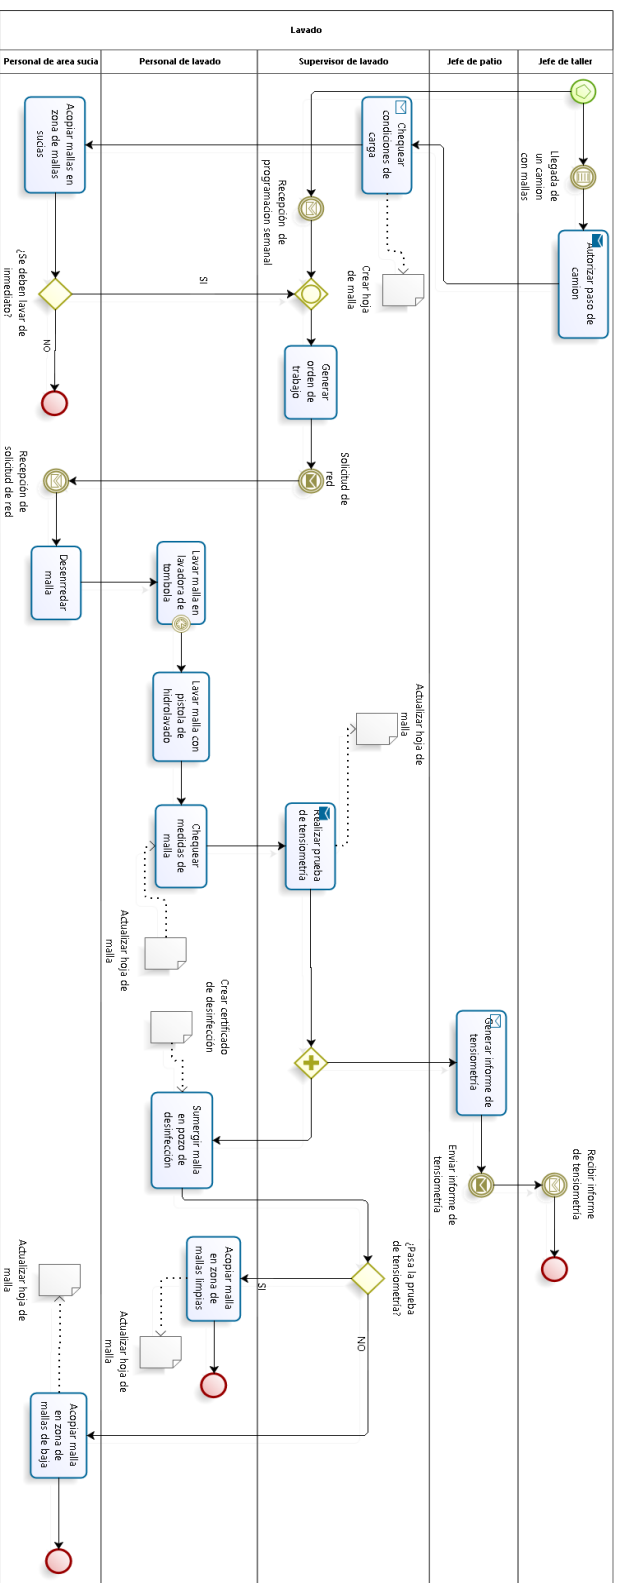 Lavado
Personal de area sucia
Personal de lavado
Supervisor de lavado
Jefe de patio
Jefe de taller
Llegada de
un camion
con mallas
Autorizar paso de
camion
Chequear
condiciones de
carga
Crear hoja
de malla
Recepción de
programacion semanal
Acopiar mallas en
zona de mallas
sucias
¿Se deben lavar de
inmediato?
SI
NO
Generar
orden de
trabajo
Solicitud de
red
Recepción de
solicitud de red
Desenrredar
malla
Lavar malla en
lavadora de
tombola
Lavar malla con
pistola de
hidrolavado
Chequear
medidas de
malla
Actualizar hoja de
malla
Realizar prueba
de tensiometría
Actualizar hoja de
malla
Generar informe de
tensiometría
Enviar informe de
tensiometría
Recibir informe
de tensiometría
Crear certificado
de desinfección
Sumergir malla
en pozo de
desinfección
¿Pasa la prueba
de tensiometria?
SI
NO
Acopiar malla
en zona de
mallas limpias
Actualizar hoja de
malla
Acopiar malla
en zona de
mallas de baja
Actualizar hoja de
malla